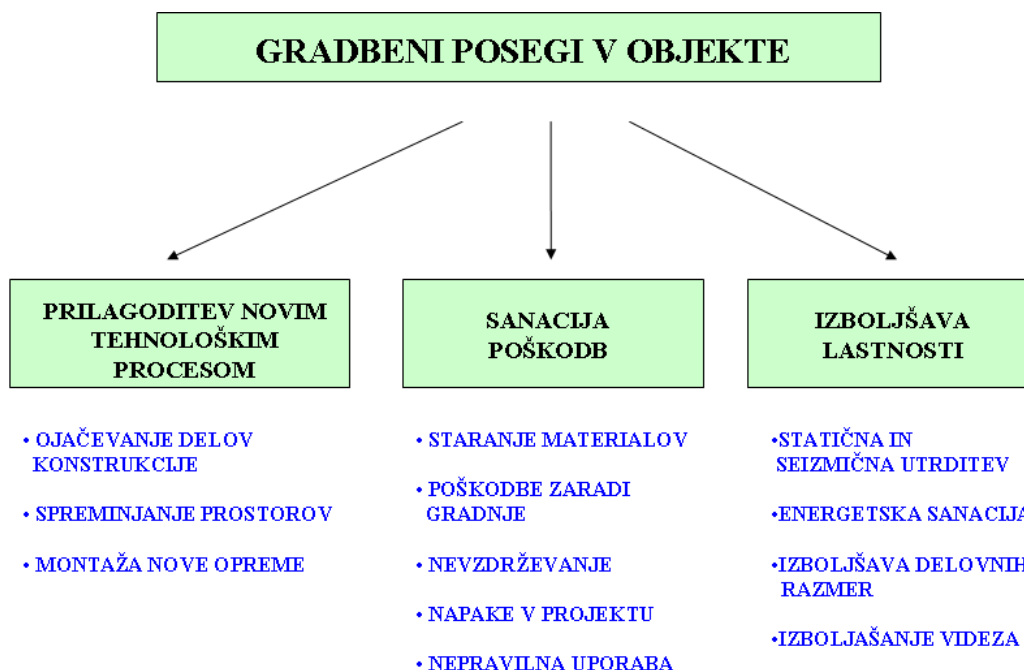 GRADBENI POSEGI V OBJEKTE
PRILAGODITEV NOVIM
TEHNOLOŠKIM
PROCESOM
• OJAČEVANJE DELOV
KONSTRUKCIJE
• SPREMINJANJE PROSTOROV
• MONTAŽA NOVE OPREME
SANACIJA
POŠKODB
• STARANJE MATERIALOV
• POŠKODBE ZARADI
GRADNJE
• NEVZDRŽEVANJE
• NAPAKE V PROJEKTU
• NEPRAVILNA UPORABA
IZBOLJŠAVA
LASTNOSTI
•STATIČNA IN
SEIZMIČNA UTRDITEV
•ENERGETSKA SANACIJA
•IZBOLJŠAVA DELOVNIH
RAZMER
•IZBOLJAŠANJE VIDEZA